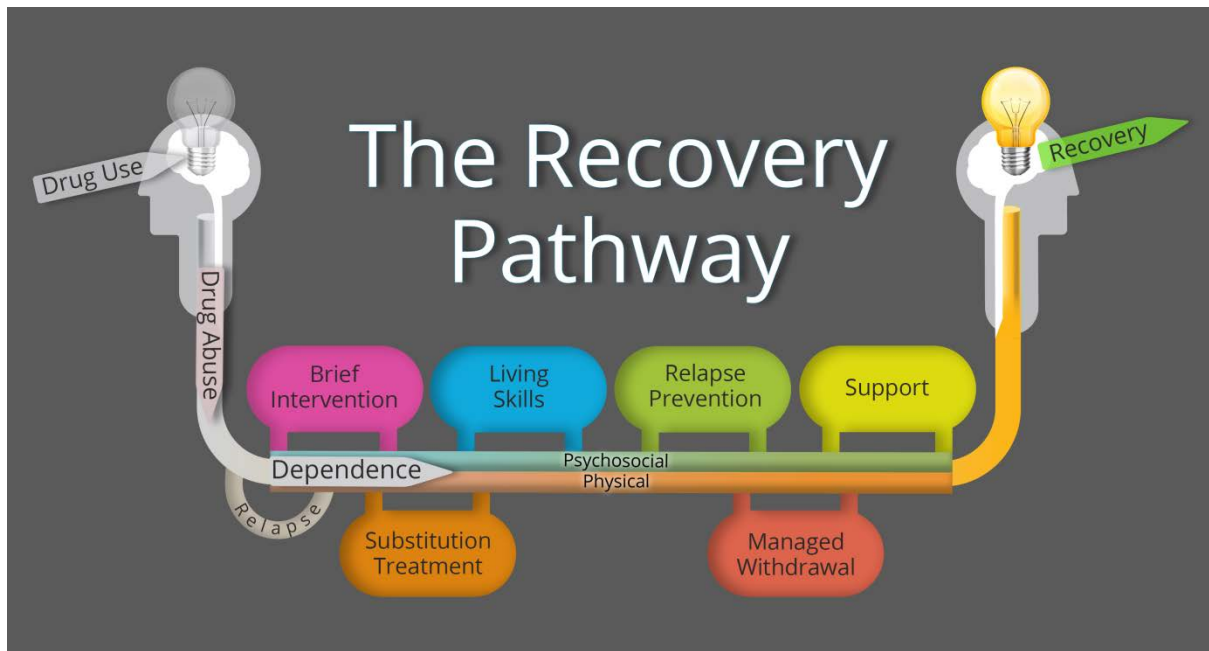 The Recovery
Pathway
Drug Use
Drug Abuse
Dependence
Relapse
Brief
Intervention
Living
Skills
Relapse
Prevention
Support
Psychosocial
Physical
Substitution
Treatment
Managed
Withdrawal
Recovery